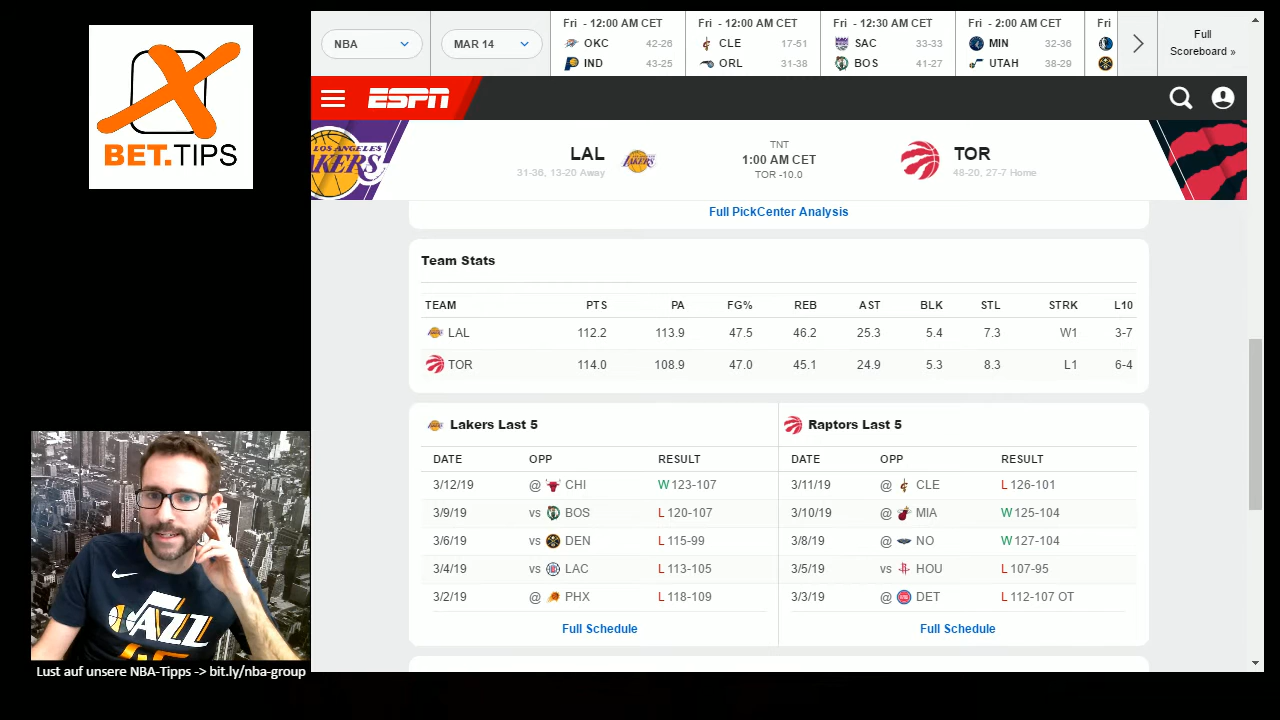 BET.TIPS
NBA
MAR 14
Fri - 12:00 AM CET
OKC 42-26
IND 43-25
Fri - 12:00 AM CET
CLE 17-51
ORL 31-38
Fri - 12:30 AM CET
SAC 33-33
BOS 41-27
Fri - 2:00 AM CET
MIN 32-36
UTAH 38-29
Fri
Full
Scoreboard »
ESPN
LOS ANGELES
LAKERS
LAL
31-36, 13-20 Away
TNT
1:00 AM CET
TOR -10.0
TOR
48-20, 27-7 Home
Full PickCenter Analysis
Team Stats
TEAM PTS PA FG% REB AST BLK STL STRK L10
LAL 112.2 113.9 47.5 46.2 25.3 5.4 7.3 W1 3-7
TOR 114.0 108.9 47.0 45.1 24.9 5.3 8.3 L1 6-4
Lakers Last 5
DATE OPP RESULT
3/12/19 @ CHI W 123-107
3/9/19 vs BOS L 120-107
3/6/19 vs DEN L 115-99
3/4/19 vs LAC L 113-105
3/2/19 @ PHX L 118-109
Full Schedule
Raptors Last 5
DATE OPP RESULT
3/11/19 @ CLE L 126-101
3/10/19 @ MIA W 125-104
3/8/19 @ NO W 127-104
3/5/19 vs HOU L 107-95
3/3/19 @ DET L 112-107 OT
Full Schedule
JAZZ
45
Lust auf unsere NBA-Tipps -> bit.ly/nba-group